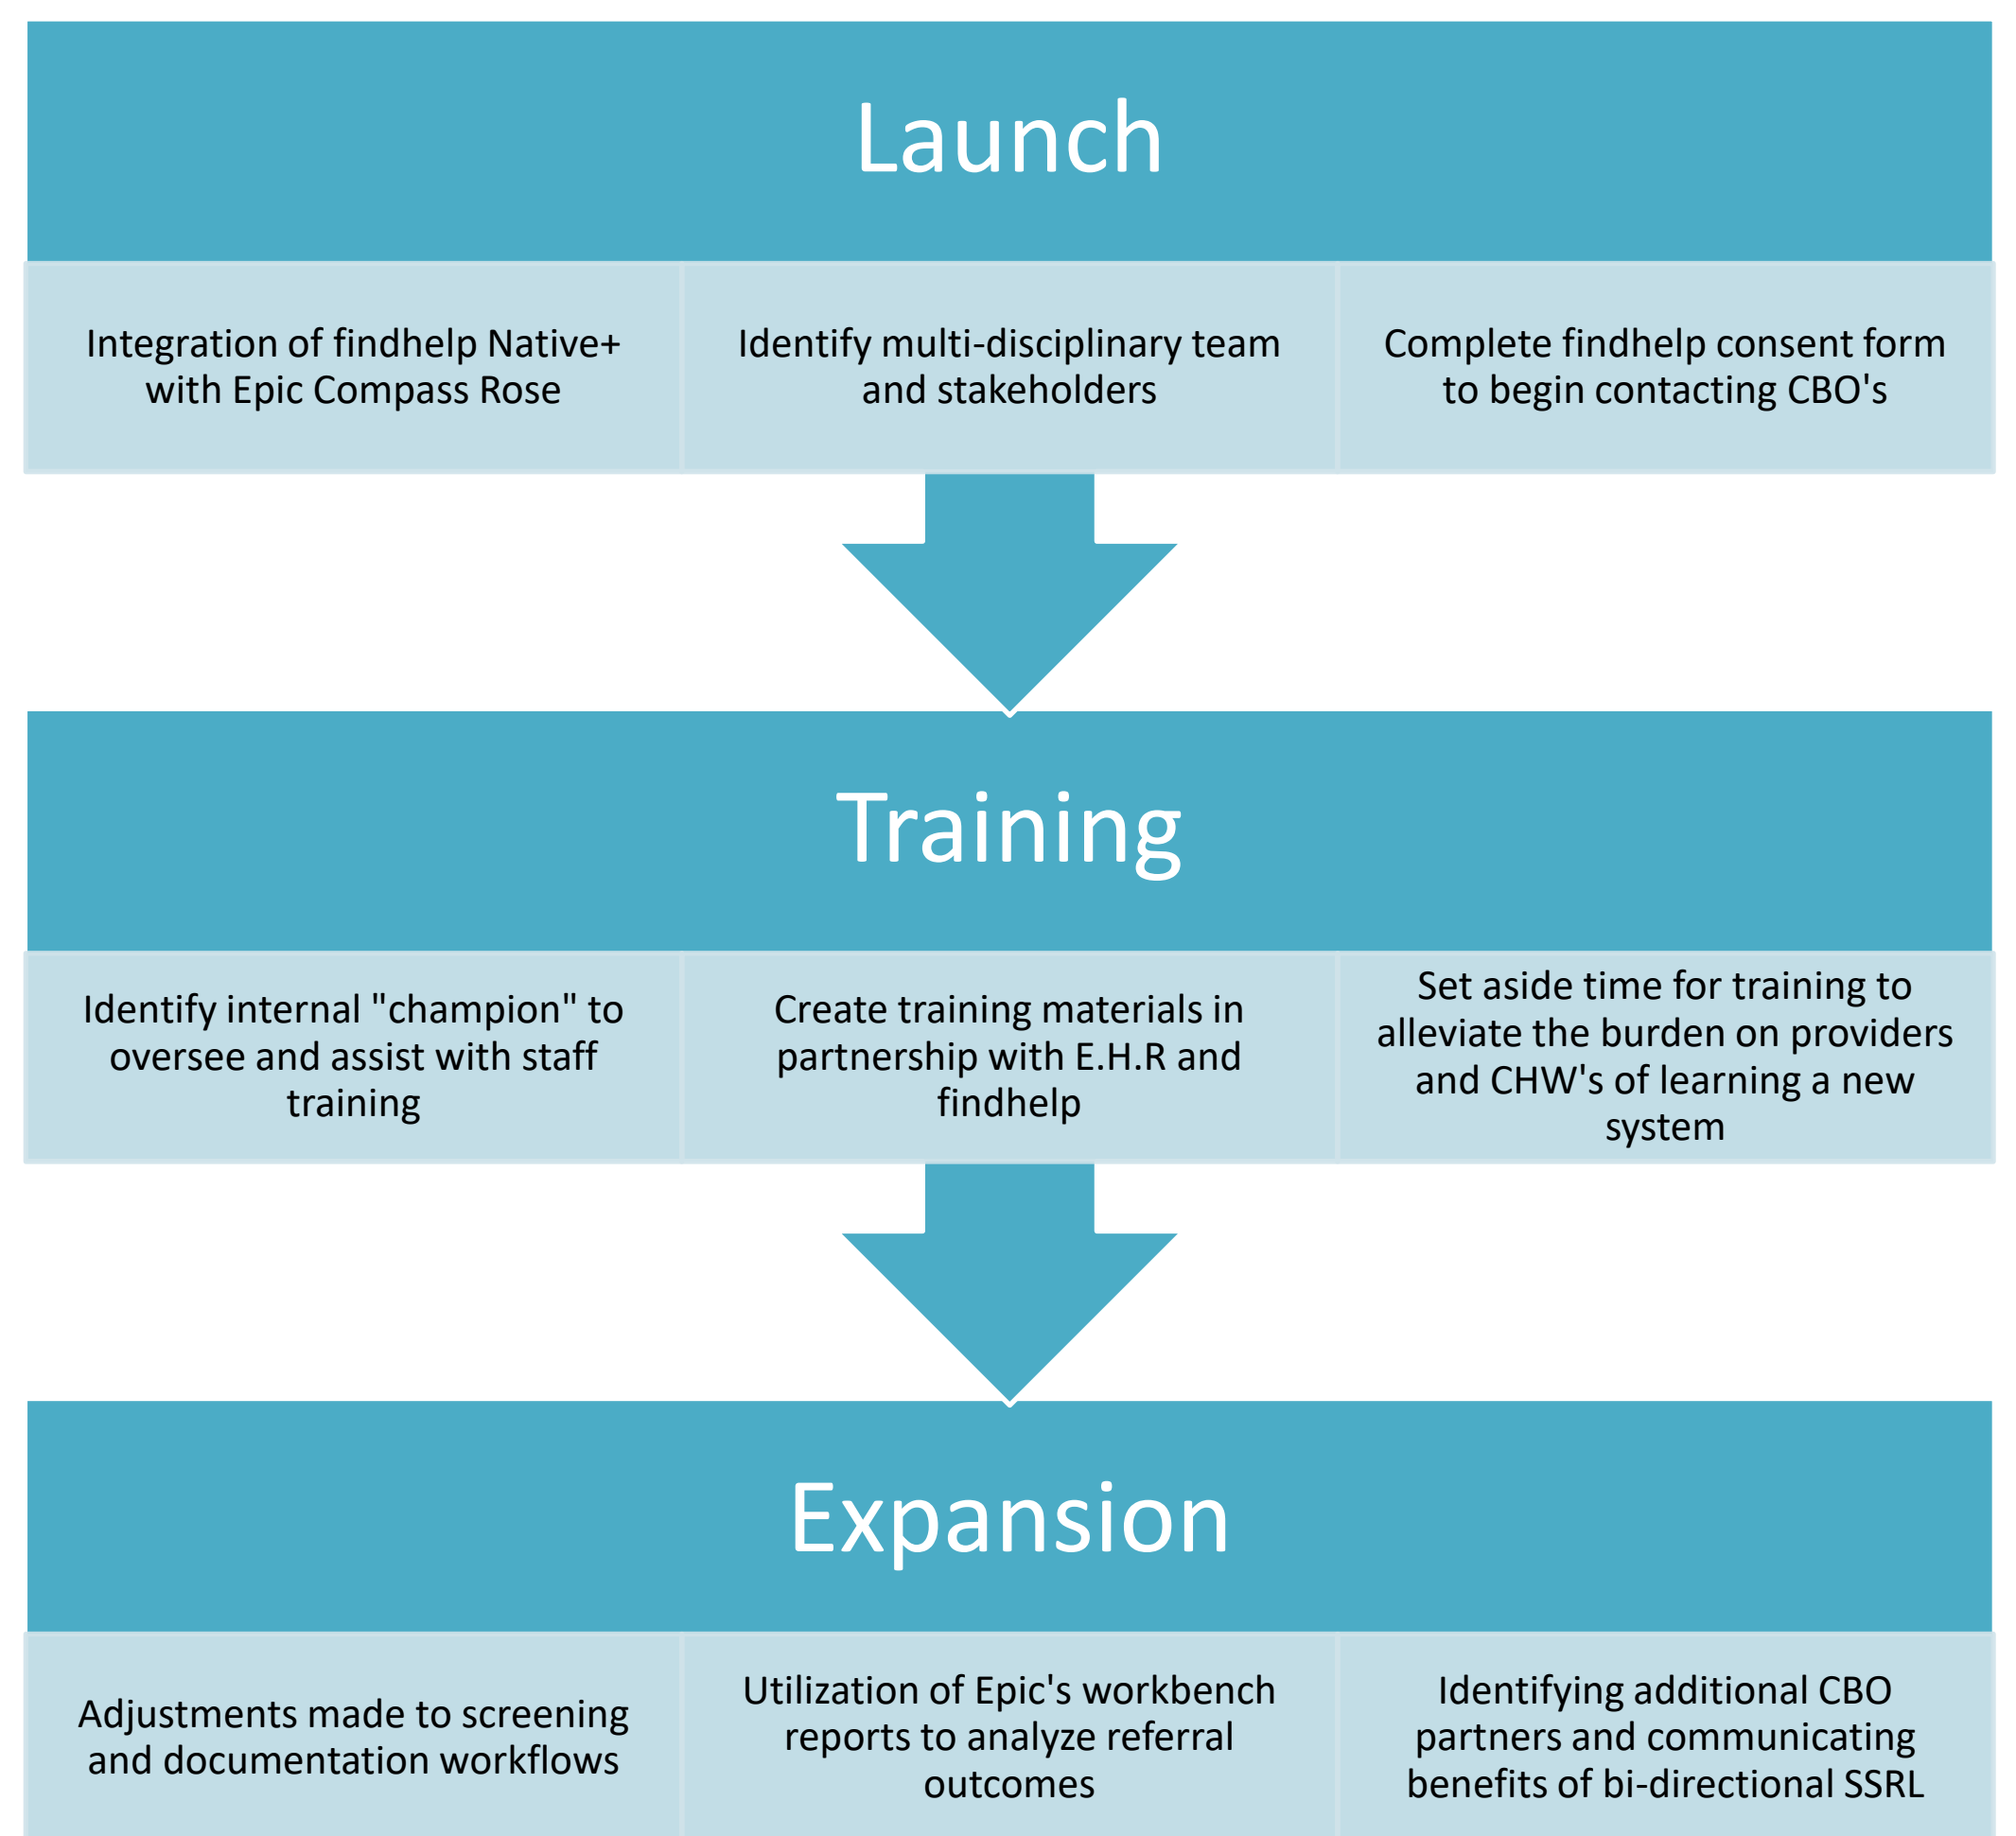 Launch
Integration of findhelp Native+
with Epic Compass Rose
Identify multi-disciplinary team
and stakeholders
Complete findhelp consent form
to begin contacting CBO's
Training
Identify internal "champion" to
oversee and assist with staff
training
Create training materials in
partnership with E.H.R and
findhelp
Set aside time for training to
alleviate the burden on providers
and CHW's of learning a new
system
Expansion
Adjustments made to screening
and documentation workflows
Utilization of Epic's workbench
reports to analyze referral
outcomes
Identifying additional CBO
partners and communicating
benefits of bi-directional SSRL